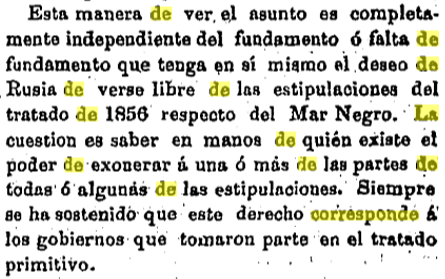 Esta manera de ver el asunto es completa-
mente independiente del fundamento ó falta de
fundamento que tenga en sí mismo el deseo de
Rusia de verse libre de las estipulaciones del
tratado de 1856 respecto del Mar Negro. La
cuestion es saber en manos de quién existe el
poder de exonerar á una ó más de las partes de
todas ó algunas de las estipulaciones. Siempre
se ha sostenido que este derecho corresponde á
los gobiernos que tomaron parte en el tratado
primitivo.